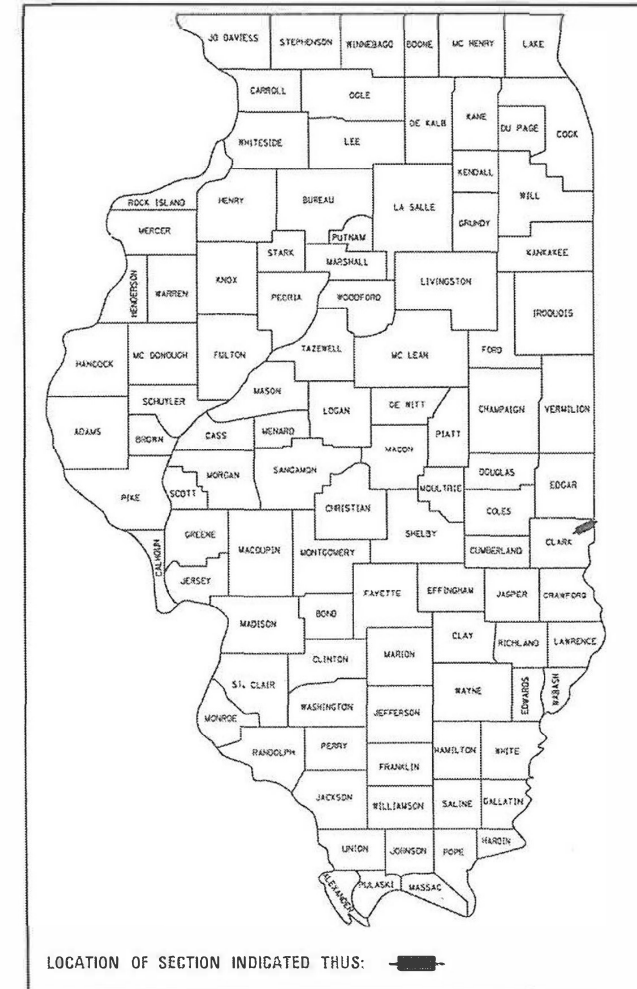 JO DAVIESS STEPHENSON WINNEBAGO BOONE MC HENRY LAKE
CARROLL OGLE DE KALB KANE DU PAGE COOK
WHITESIDE LEE
KENDALL WILL
ROCK ISLAND HENRY BUREAU LA SALLE GRUNDY
MERCER PUTNAM
STARK MARSHALL KANKAKEE
HENDERSON WARREN KNOX PEORIA WOODFORD LIVINGSTON
IROQUOIS
HANCOCK MC DONOUGH FULTON TAZEWELL MC LEAN FORD
SCHUYLER MASON LOGAN DE WITT CHAMPAIGN VERMILION
ADAMS BROWN CASS MENARD MACON PIATT
PIKE SCOTT MORGAN SANGAMON CHRISTIAN MOULTRIE DOUGLAS EDGAR
COLES
CALHOUN GREENE MACOUPIN MONTGOMERY SHELBY CUMBERLAND CLARK
JERSEY FAYETTE EFFINGHAM JASPER CRAWFORD
MADISON BOND
CLINTON MARION CLAY RICHLAND LAWRENCE
ST. CLAIR WASHINGTON JEFFERSON WAYNE EDWARDS WABASH
MONROE
RANDOLPH PERRY HAMILTON WHITE
FRANKLIN
JACKSON WILLIAMSON SALINE GALLATIN
UNION JOHNSON POPE HARDIN
ALEXANDER PULASKI MASSAC
LOCATION OF SECTION INDICATED THUS: